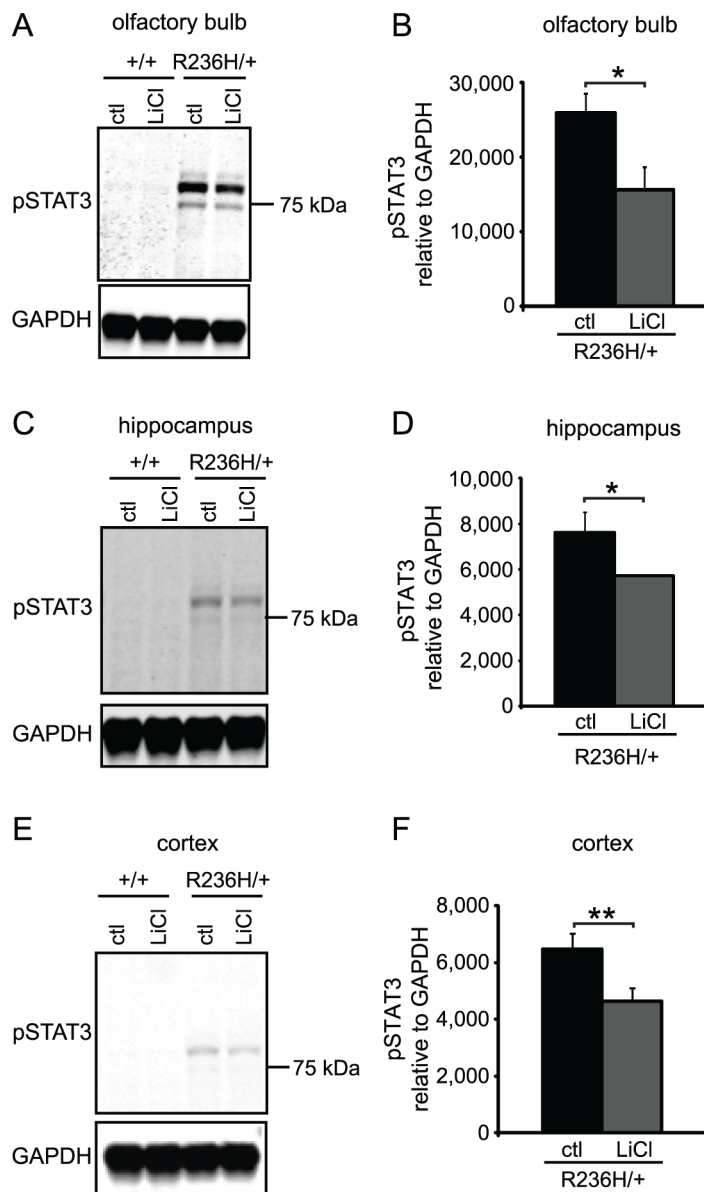 A
olfactory bulb
+/+ R236H/+
ctl LiCl ctl LiCl
pSTAT3
75 kDa
GAPDH
B
olfactory bulb
pSTAT3
relative to GAPDH
30,000
20,000
10,000
0
*
ctl LiCl
R236H/+
C
hippocampus
+/+ R236H/+
ctl LiCl ctl LiCl
pSTAT3
75 kDa
GAPDH
D
hippocampus
pSTAT3
relative to GAPDH
10,000
8,000
6,000
4,000
2,000
0
*
ctl LiCl
R236H/+
E
cortex
+/+ R236H/+
ctl LiCl ctl LiCl
pSTAT3
75 kDa
GAPDH
F
cortex
pSTAT3
relative to GAPDH
8,000
6,000
4,000
2,000
0
**
ctl LiCl
R236H/+